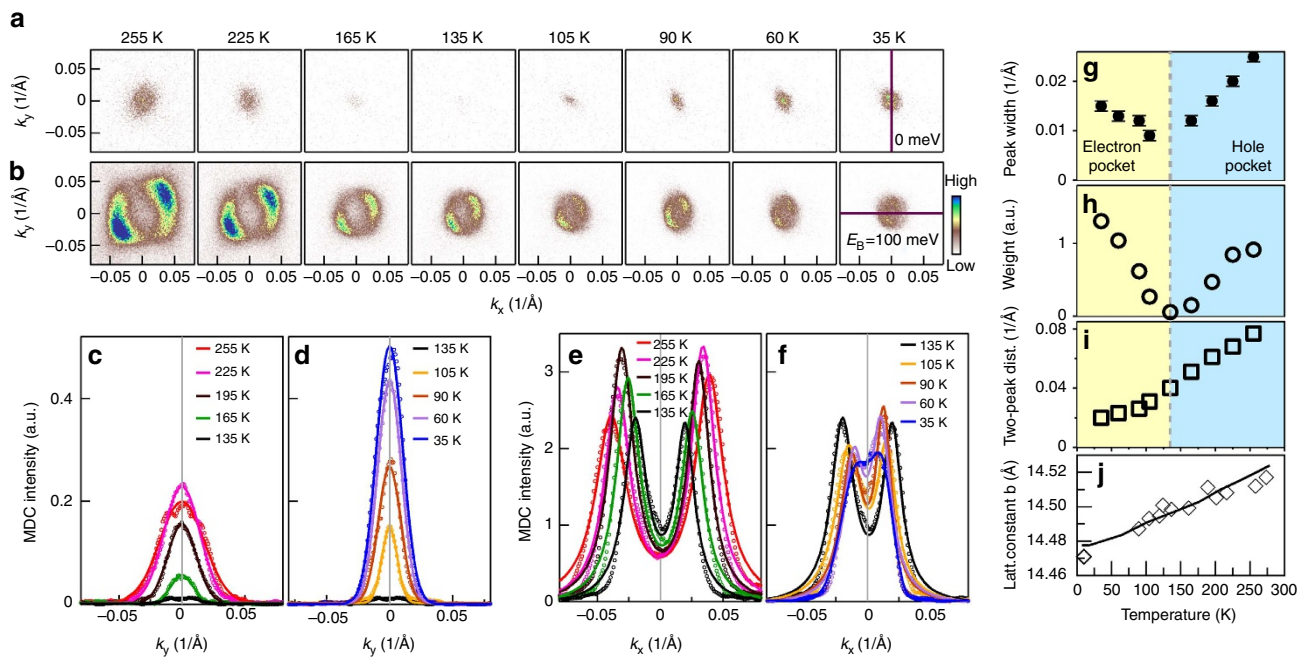 a
255 K 225 K 165 K 135 K 105 K 90 K 60 K 35 K
0.05
0
−0.05
ky (1/Å)
0 meV
b
0.05
0
−0.05
ky (1/Å)
EB=100 meV
High
Low
−0.05 0 0.05 −0.05 0 0.05 −0.05 0 0.05 −0.05 0 0.05 −0.05 0 0.05 −0.05 0 0.05 −0.05 0 0.05 −0.05 0 0.05
kx (1/Å)
c
255 K
225 K
195 K
165 K
135 K
0.4
0.2
0
MDC intensity (a.u.)
−0.05 0 0.05
ky (1/Å)
d
135 K
105 K
90 K
60 K
35 K
−0.05 0 0.05
ky (1/Å)
e
255 K
225 K
195 K
165 K
135 K
3
2
1
0
MDC intensity (a.u.)
−0.05 0 0.05
kx (1/Å)
f
135 K
105 K
90 K
60 K
35 K
−0.05 0 0.05
kx (1/Å)
g
0.02
0.01
0
Peak width (1/Å)
Electron
pocket
Hole
pocket
h
1
0
Weight (a.u.)
i
0.08
0.04
0
Two-peak dist. (1/Å)
j
14.52
14.50
14.48
14.46
Latt. constant b (Å)
0 50 100 150 200 250 300
Temperature (K)